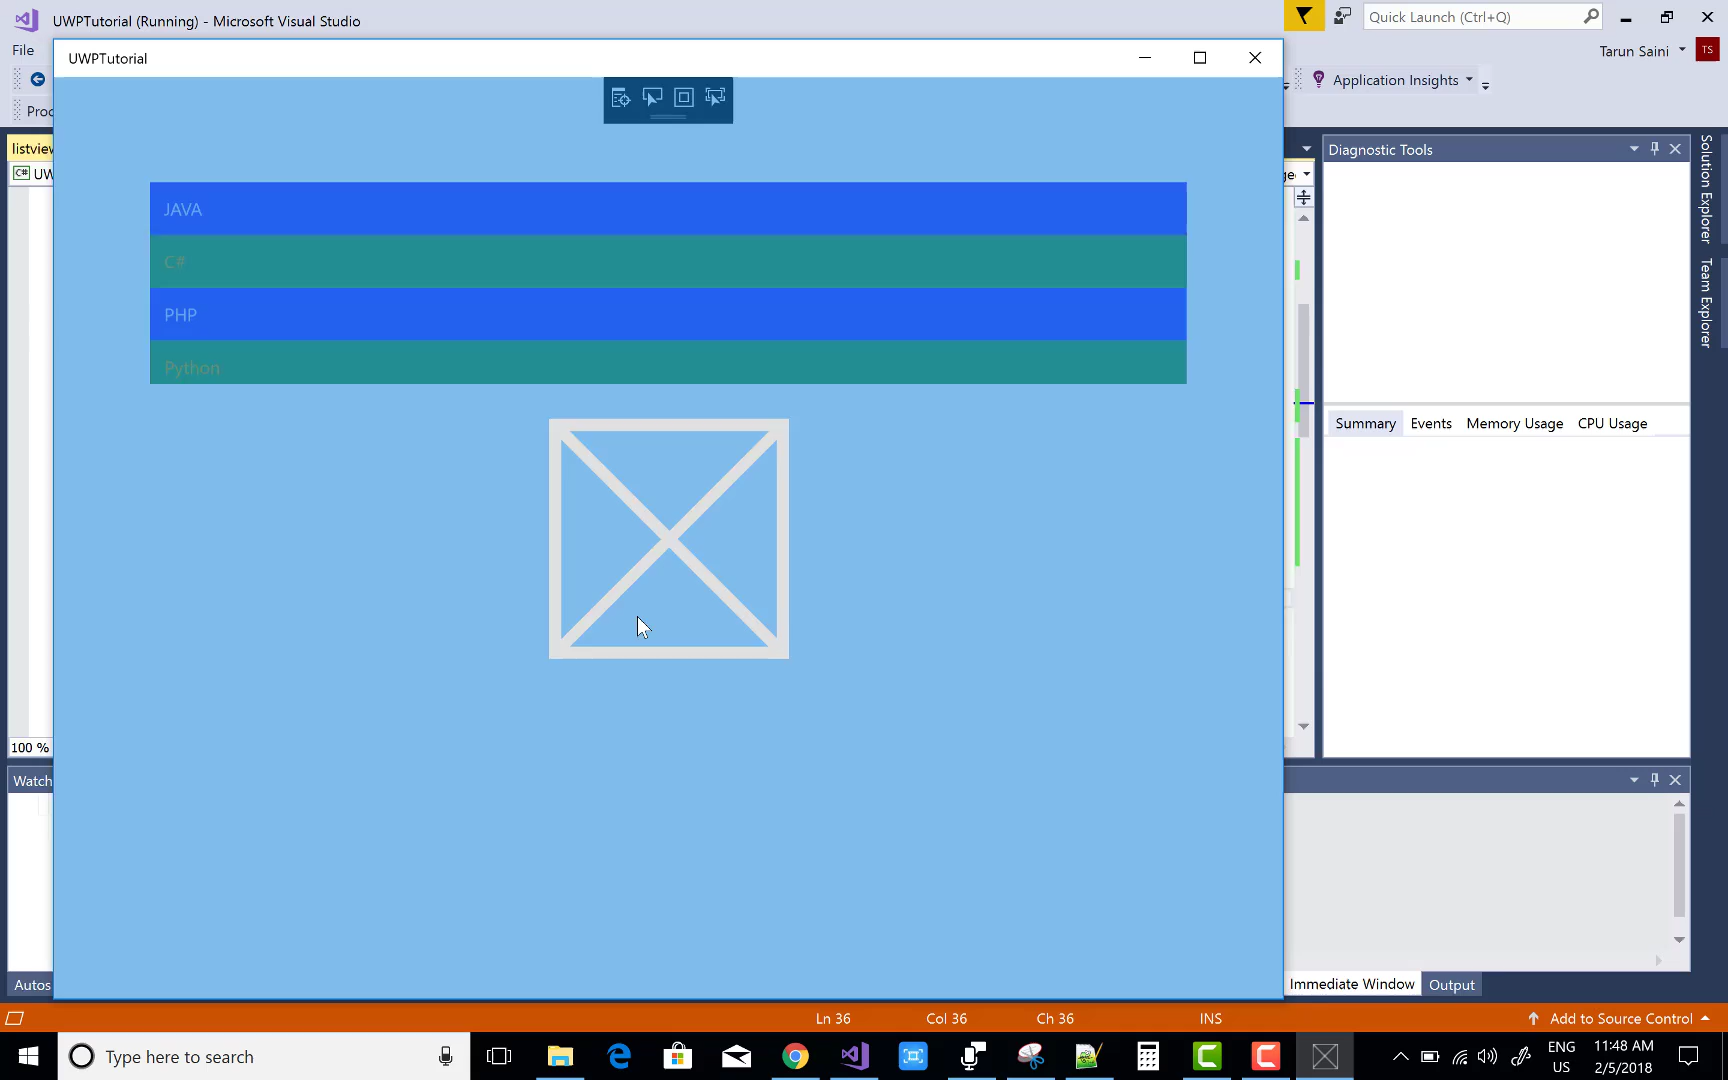 UWPTutorial (Running) - Microsoft Visual Studio
Quick Launch (Ctrl+Q)
File
UWPTutorial
Tarun Saini
TS
Application Insights
Proc
listview
Diagnostic Tools
C# UW
ge
Solution Explorer
Team Explorer
JAVA
C#
PHP
Python
Summary
Events
Memory Usage
CPU Usage
100 %
Watch
Autos
Immediate Window
Output
Ln 36
Col 36
Ch 36
INS
Add to Source Control
Type here to search
ENG
US
11:48 AM
2/5/2018